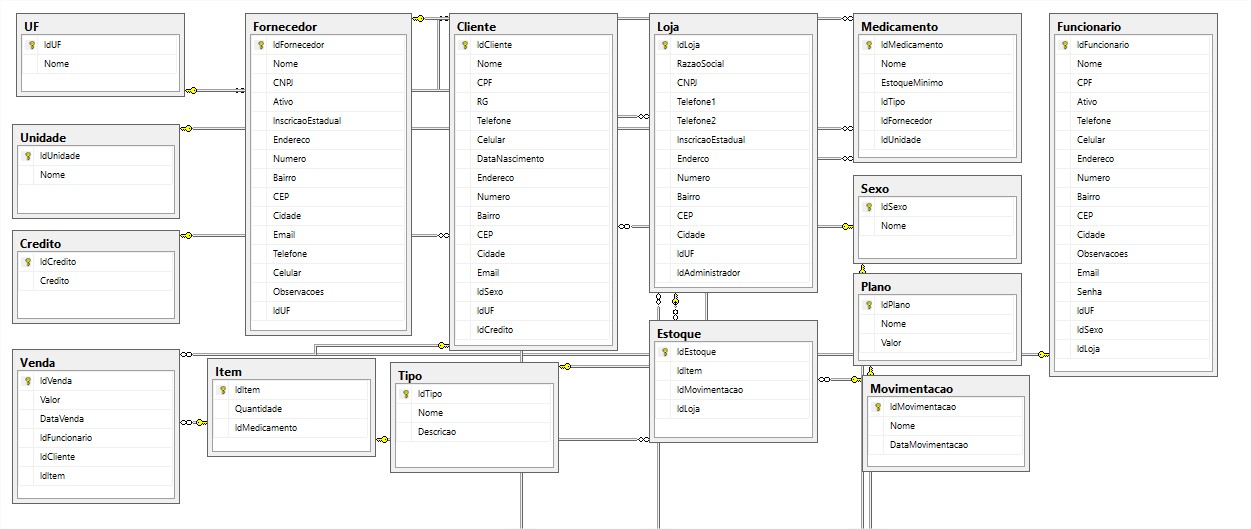 UF
IdUF
Nome
Unidade
IdUnidade
Nome
Credito
IdCredito
Credito
Venda
IdVenda
Valor
DataVenda
IdFuncionario
IdCliente
IdItem
Fornecedor
IdFornecedor
Nome
CNPJ
Ativo
InscricaoEstadual
Endereco
Numero
Bairro
CEP
Cidade
Email
Telefone
Celular
Observacoes
IdUF
Item
IdItem
Quantidade
IdMedicamento
Tipo
IdTipo
Nome
Descricao
Cliente
IdCliente
Nome
CPF
RG
Telefone
Celular
DataNascimento
Endereco
Numero
Bairro
CEP
Cidade
Email
IdSexo
IdUF
IdCredito
Loja
IdLoja
RazaoSocial
CNPJ
Telefone1
Telefone2
InscricaoEstadual
Enderco
Numero
Bairro
CEP
Cidade
IdUF
IdAdministrador
Estoque
IdEstoque
IdItem
IdMovimentacao
IdLoja
Medicamento
IdMedicamento
Nome
EstoqueMinimo
IdTipo
IdFornecedor
IdUnidade
Sexo
IdSexo
Nome
Plano
IdPlano
Nome
Valor
Movimentacao
IdMovimentacao
Nome
DataMovimentacao
Funcionario
IdFuncionario
Nome
CPF
Ativo
Telefone
Celular
Endereco
Numero
Bairro
CEP
Cidade
Observacoes
Email
Senha
IdUF
IdSexo
IdLoja